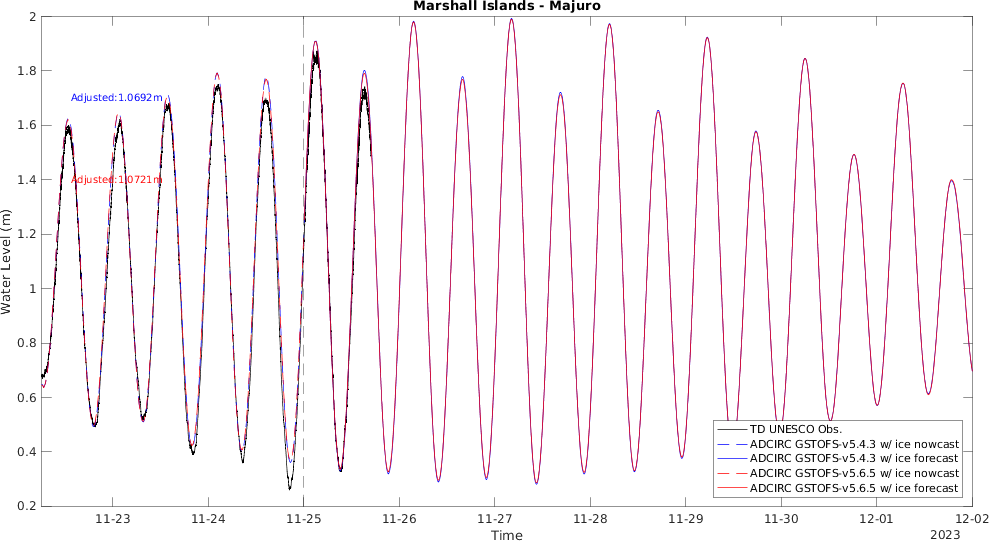 Marshall Islands - Majuro
2
1.8
1.6
1.4
1.2
1
0.8
0.6
0.4
0.2
Water Level (m)
Adjusted:1.0692m
Adjusted:1.0721m
TD UNESCO Obs.
ADCIRC GSTOFS-v5.4.3 w/ ice nowcast
ADCIRC GSTOFS-v5.4.3 w/ ice forecast
ADCIRC GSTOFS-v5.6.5 w/ ice nowcast
ADCIRC GSTOFS-v5.6.5 w/ ice forecast
11-23 11-24 11-25 11-26 11-27 11-28 11-29 11-30 12-01 12-02
Time
2023